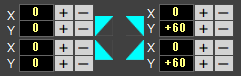 X 0 + − X 0 + −
Y 0 + − Y +60 + −
X 0 + − X 0 + −
Y 0 + − Y +60 + −